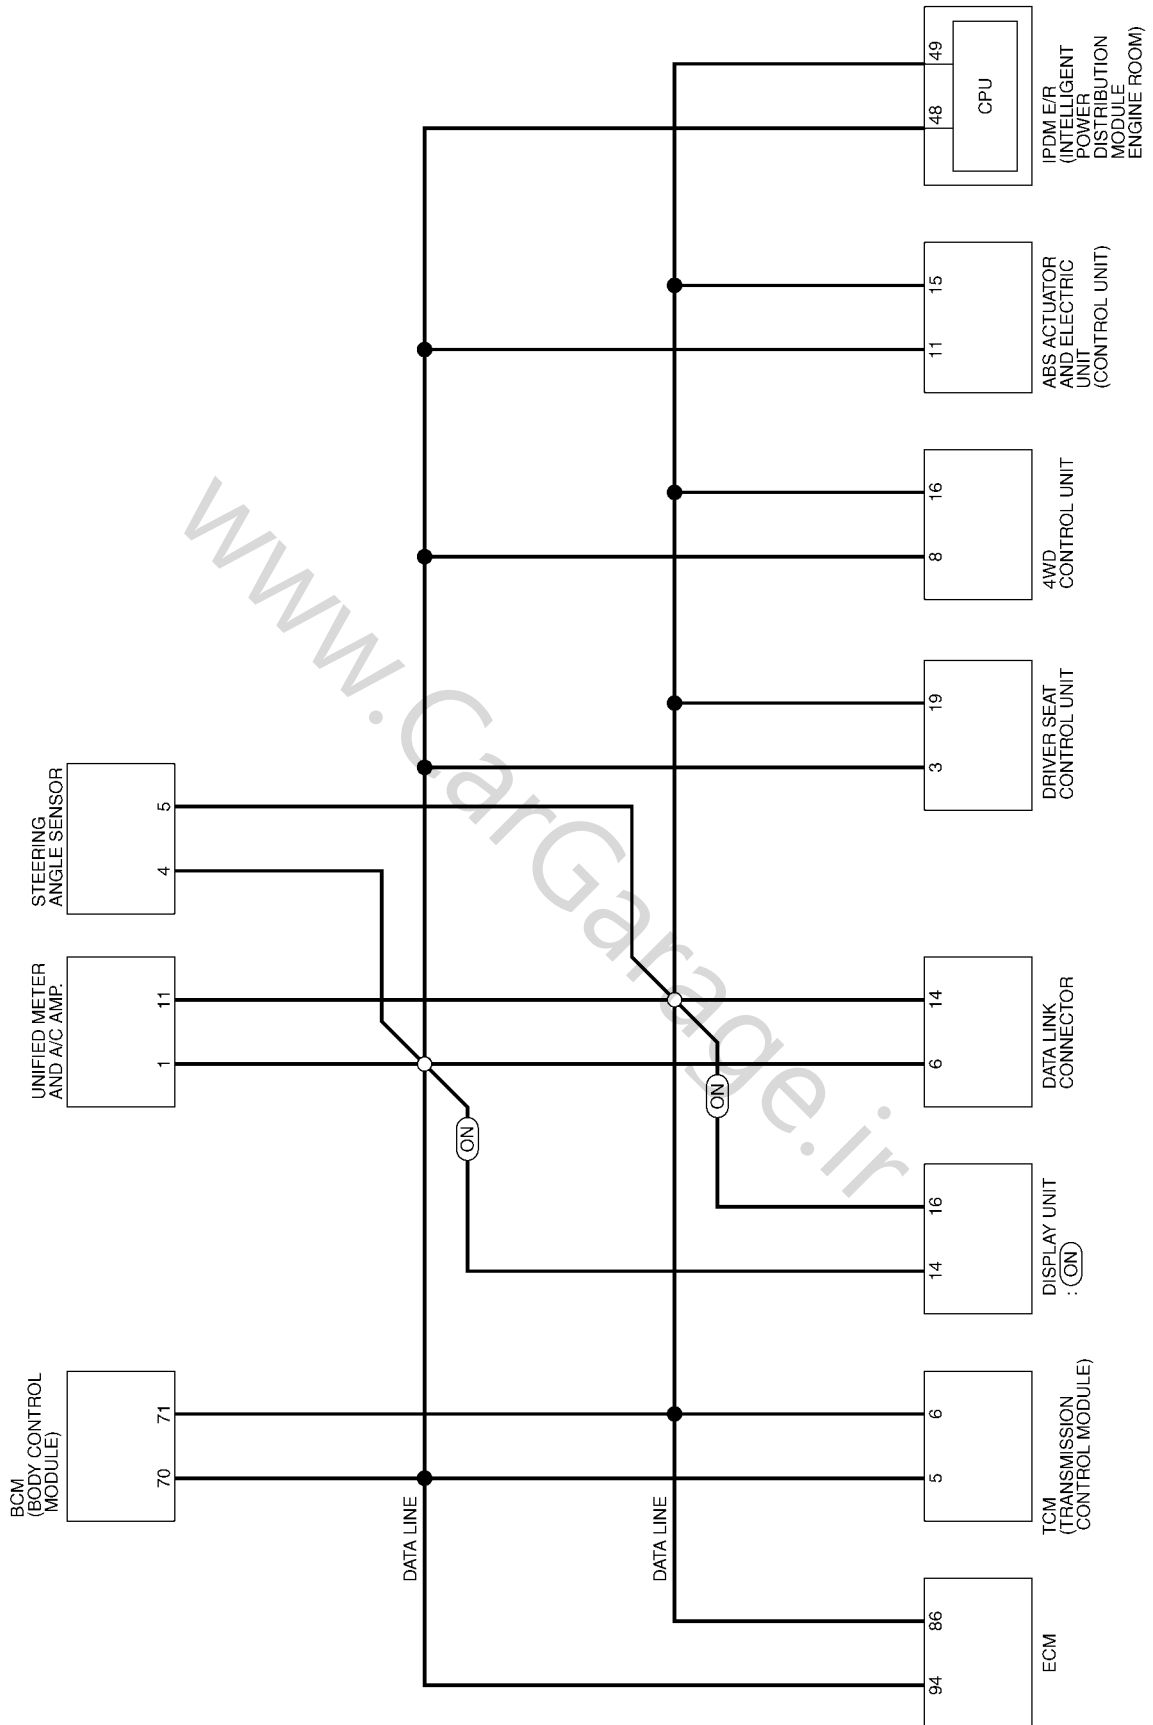 BCM
(BODY CONTROL
MODULE)
70
71
UNIFIED METER
AND A/C AMP.
1
11
STEERING
ANGLE SENSOR
4
5
DATA LINE
DATA LINE
ON
ON
94
86
ECM
5
6
TCM
(TRANSMISSION
CONTROL MODULE)
14
16
DISPLAY UNIT
: ON
6
14
DATA LINK
CONNECTOR
3
19
DRIVER SEAT
CONTROL UNIT
8
16
4WD
CONTROL UNIT
11
15
ABS ACTUATOR
AND ELECTRIC
UNIT
(CONTROL UNIT)
48
49
CPU
IPDM E/R
(INTELLIGENT
POWER
DISTRIBUTION
MODULE
ENGINE ROOM)
www.CarGarage.ir